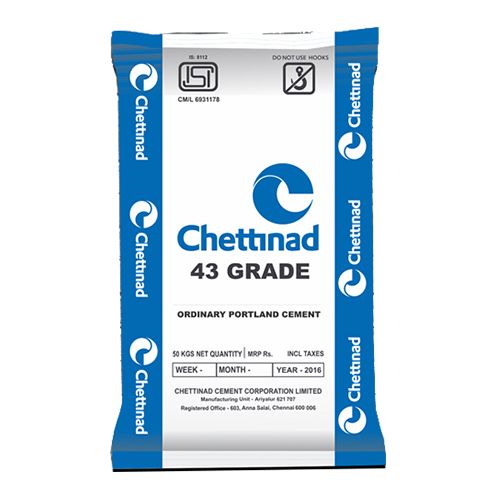 IS: 8112
DO NOT USE HOOKS
CM/L 6931178
Chettinad
Chettinad
Chettinad
Chettinad
43 GRADE
ORDINARY PORTLAND CEMENT
Chettinad
Chettinad
50 KGS NET QUANTITY | MRP Rs. INCL TAXES
WEEK - MONTH - YEAR - 2016
CHETTINAD CEMENT CORPORATION LIMITED
Manufacturing Unit - Ariyalur 621 707
Registered Office - 603, Anna Salai, Chennai 600 006
Chettinad